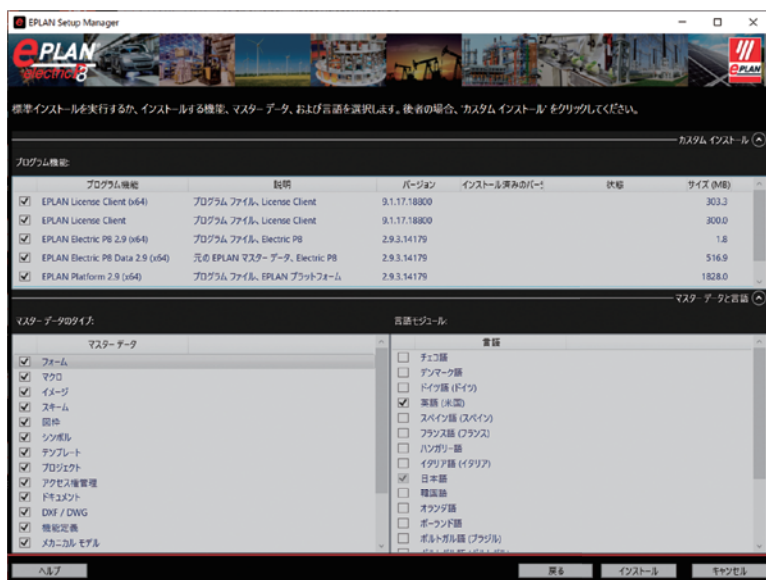 EPLAN Setup Manager
ePLAN
electric P8
EPLAN
標準インストールを実行するか、インストールする機能、マスター データ、および言語を選択します。後者の場合、'カスタム インストール' をクリックしてください。
カスタム インストール
プログラム機能:
プログラム機能 説明 バージョン インストール済みのバー: 状態 サイズ (MB)
EPLAN License Client (x64) プログラム ファイル、License Client 9.1.17.18800 303.3
EPLAN License Client プログラム ファイル、License Client 9.1.17.18800 300.0
EPLAN Electric P8 2.9 (x64) プログラム ファイル、Electric P8 2.9.3.14179 1.8
EPLAN Electric P8 Data 2.9 (x64) 元の EPLAN マスター データ、Electric P8 2.9.3.14179 516.9
EPLAN Platform 2.9 (x64) プログラム ファイル、EPLAN プラットフォーム 2.9.3.14179 1828.0
マスター データと言語
マスター データのタイプ: 言語モジュール:
マスター データ 言語
フォーム チェコ語
マクロ デンマーク語
イメージ ドイツ語 (ドイツ)
スキーム 英語 (米国)
図枠 スペイン語 (スペイン)
シンボル フランス語 (フランス)
テンプレート ハンガリー語
プロジェクト イタリア語 (イタリア)
アクセス権管理 日本語
ドキュメント 韓国語
DXF / DWG オランダ語
機能定義 ポーランド語
メカニカル モデル ポルトガル語 (ブラジル)
ヘルプ 戻る インストール キャンセル